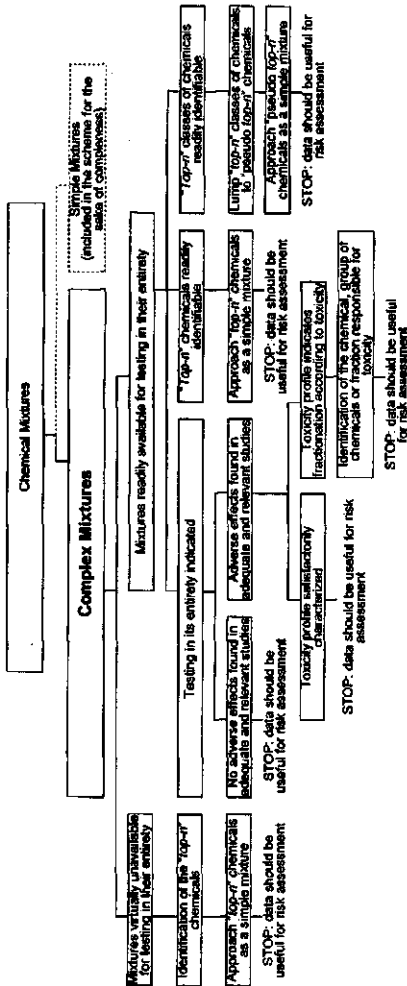 Chemical Mixtures
Simple Mixtures
(included in the scheme for the
sake of completeness)
Complex Mixtures
Mixtures virtually unavailable
for testing in their entirety
Mixtures readily available for testing in their entirety
Identification of the "top-n"
chemicals
Testing in its entirety indicated
"Top-n" chemicals readily
identifiable
"Top-n" classes of chemicals
readily identifiable
Approach "top-n" chemicals
as a simple mixture
No adverse effects found in
adequate and relevant studies
Adverse effects found in
adequate and relevant studies
Approach "top-n" chemicals
as a simple mixture
Lump "top-n" classes of chemicals
to "pseudo top-n" chemicals
STOP: data should be
useful for risk assessment
STOP: data should be
useful for risk assessment
STOP: data should be
useful for risk assessment
Approach "pseudo top-n"
chemicals as a simple mixture
Toxicity profile satisfactorily
characterized
Toxicity profile indicates
fractionation according to toxicity
STOP: data should be useful for
risk assessment
STOP: data should be useful for risk
assessment
Identification of the chemical, group of
chemicals or fraction responsible for
toxicity
STOP: data should be useful
for risk assessment